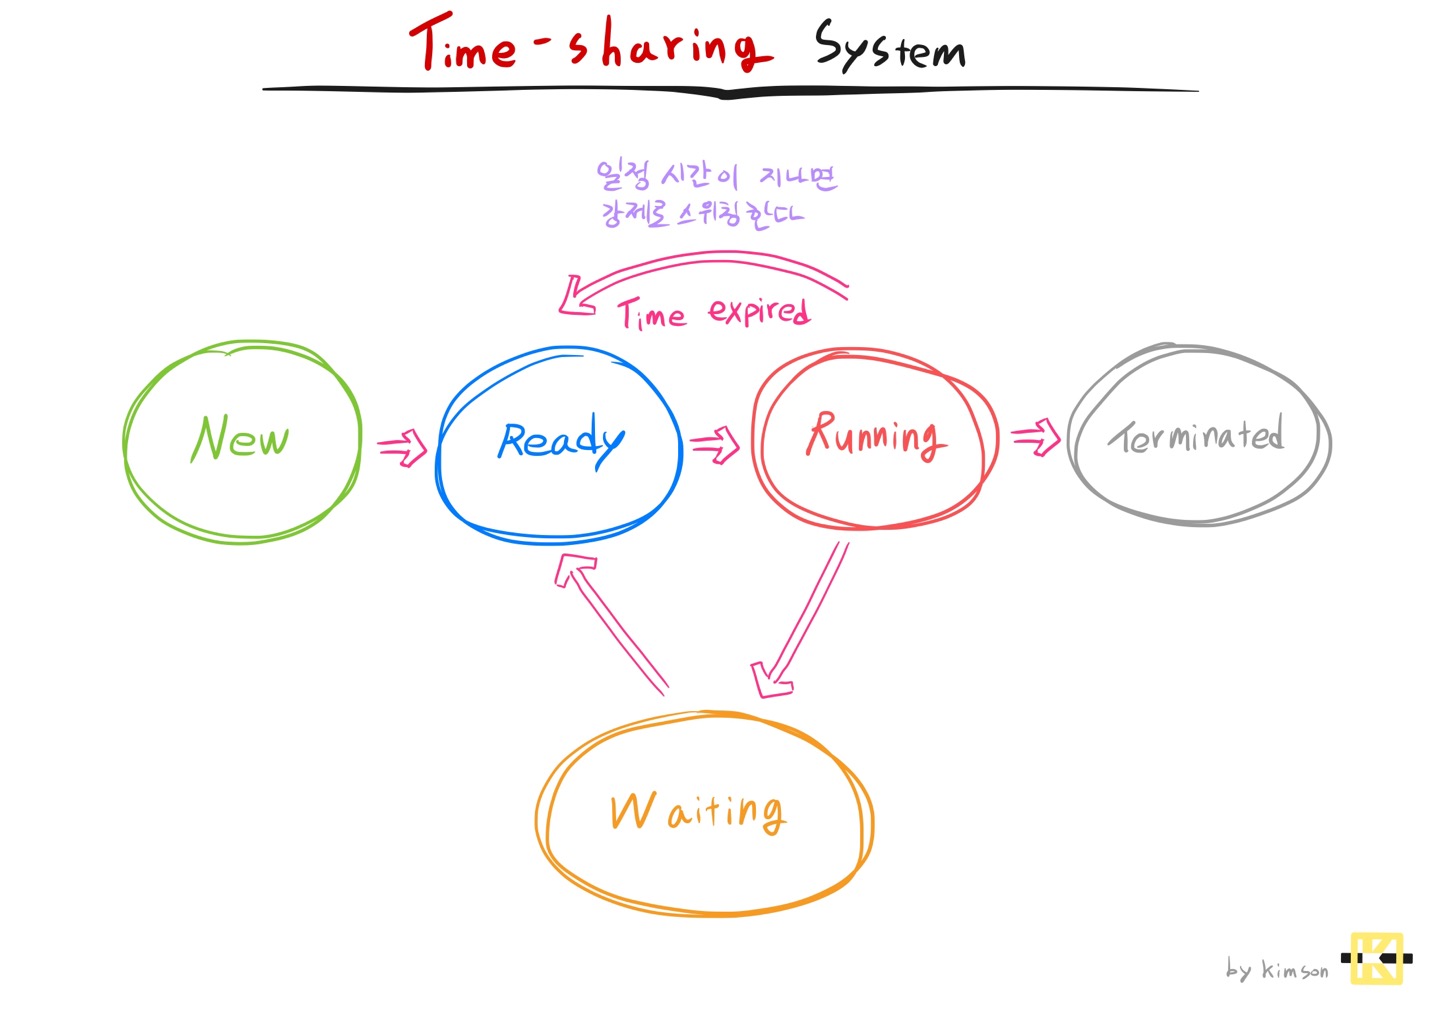 Time-sharing System
일정 시간이 지나면
강제로 스위칭한다
Time expired
New
Ready
Running
Terminated
Waiting
by kimson
K